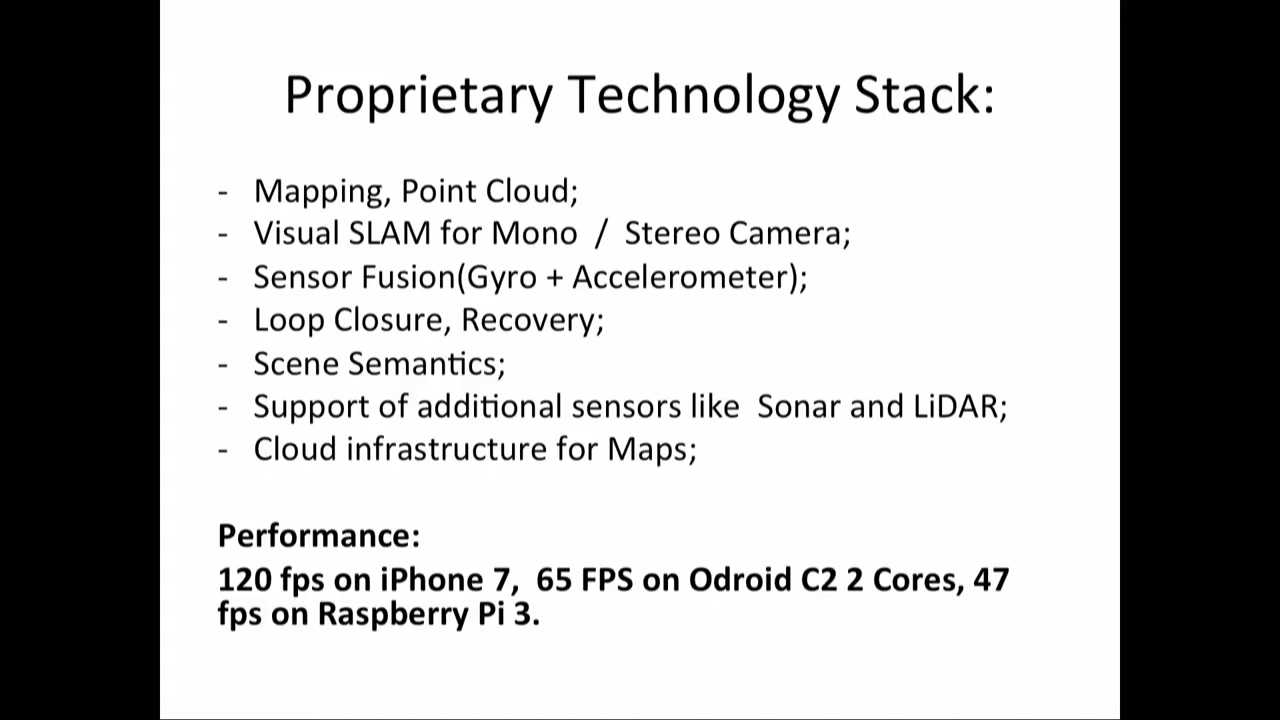 Proprietary Technology Stack:
- Mapping, Point Cloud;
- Visual SLAM for Mono / Stereo Camera;
- Sensor Fusion(Gyro + Accelerometer);
- Loop Closure, Recovery;
- Scene Semantics;
- Support of additional sensors like Sonar and LiDAR;
- Cloud infrastructure for Maps;
Performance:
120 fps on iPhone 7, 65 FPS on Odroid C2 2 Cores, 47
fps on Raspberry Pi 3.